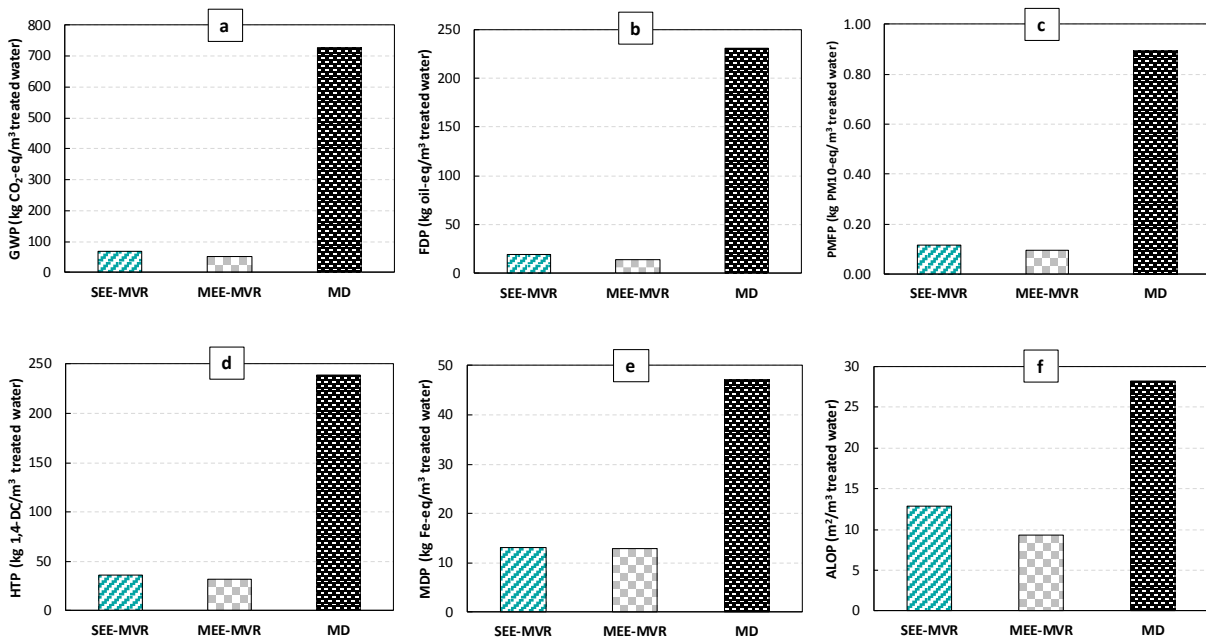 a
GWP (kg CO₂-eq/m³ treated water)
800
700
600
500
400
300
200
100
0
SEE-MVR MEE-MVR MD
b
FDP (kg oil-eq/m³ treated water)
250
200
150
100
50
0
SEE-MVR MEE-MVR MD
c
PMFP (kg PM10-eq/m³ treated water)
1.00
0.80
0.60
0.40
0.20
0.00
SEE-MVR MEE-MVR MD
d
HTP (kg 1,4-DC/m³ treated water)
250
200
150
100
50
0
SEE-MVR MEE-MVR MD
e
MDP (kg Fe-eq/m³ treated water)
50
40
30
20
10
0
SEE-MVR MEE-MVR MD
f
ALOP (m²/m³ treated water)
30
25
20
15
10
5
0
SEE-MVR MEE-MVR MD